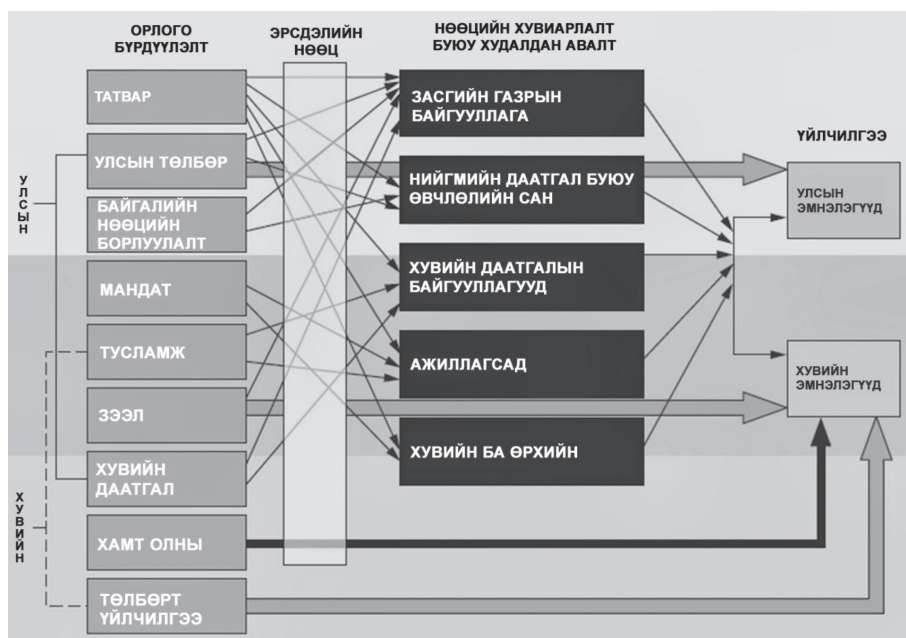 ОРЛОГО
БҮРДҮҮЛЭЛТ
ЭРСДЭЛИЙН
НӨӨЦ
НӨӨЦИЙН ХУВИАРЛАЛТ
БУЮУ ХУДАЛДАН АВАЛТ
ҮЙЛЧИЛГЭЭ
УЛСЫН
ХУВИЙН
ТАТВАР
УЛСЫН ТӨЛБӨР
БАЙГАЛИЙН
НӨӨЦИЙН
БОРЛУУЛАЛТ
МАНДАТ
ТУСЛАМЖ
ЗЭЭЛ
ХУВИЙН
ДААТГАЛ
ХАМТ ОЛНЫ
ТӨЛБӨРТ
ҮЙЛЧИЛГЭЭ
ЗАСГИЙН ГАЗРЫН
БАЙГУУЛЛАГА
НИЙГМИЙН ДААТГАЛ БУЮУ
ӨВЧЛӨЛИЙН САН
ХУВИЙН ДААТГАЛЫН
БАЙГУУЛЛАГУУД
АЖИЛЛАГСАД
ХУВИЙН БА ӨРХИЙН
УЛСЫН
ЭМНЭЛЭГҮҮД
ХУВИЙН
ЭМНЭЛЭГҮҮД